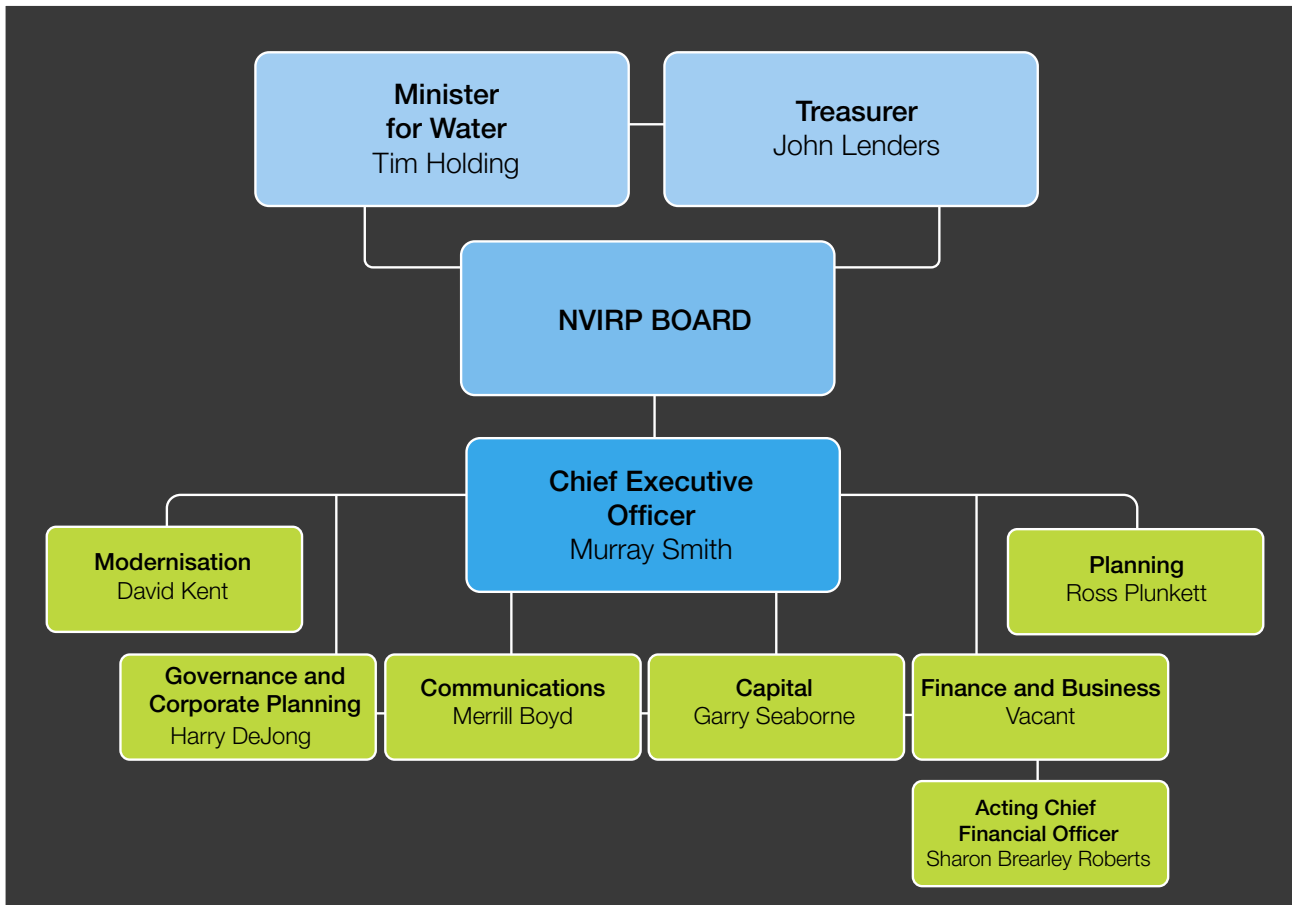 Minister
for Water
Tim Holding
Treasurer
John Lenders
NVIRP BOARD
Chief Executive
Officer
Murray Smith
Modernisation
David Kent
Planning
Ross Plunkett
Governance and
Corporate Planning
Harry DeJong
Communications
Merrill Boyd
Capital
Garry Seaborne
Finance and Business
Vacant
Acting Chief
Financial Officer
Sharon Brearley Roberts